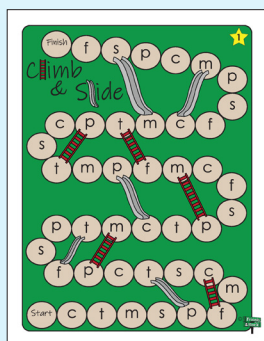 Finish f s p c m p
1
Climb
& Slide
s
c p t m c f
s
t m p f m c
f
s
p t m c t p
s
f p c t s c
m
Start c t m s p f